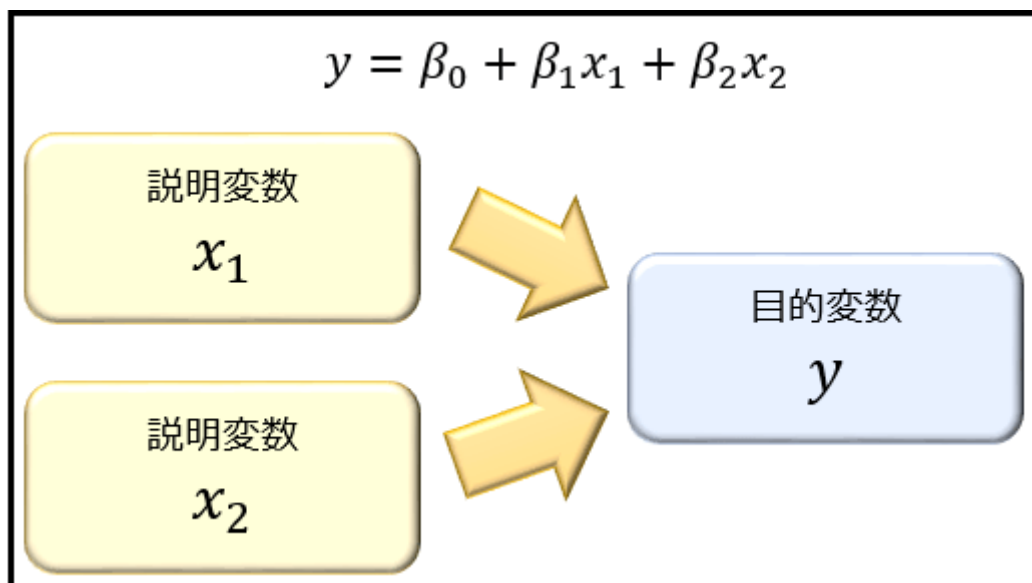 y = β₀ + β₁x₁ + β₂x₂
説明変数
x₁
目的変数
y
説明変数
x₂